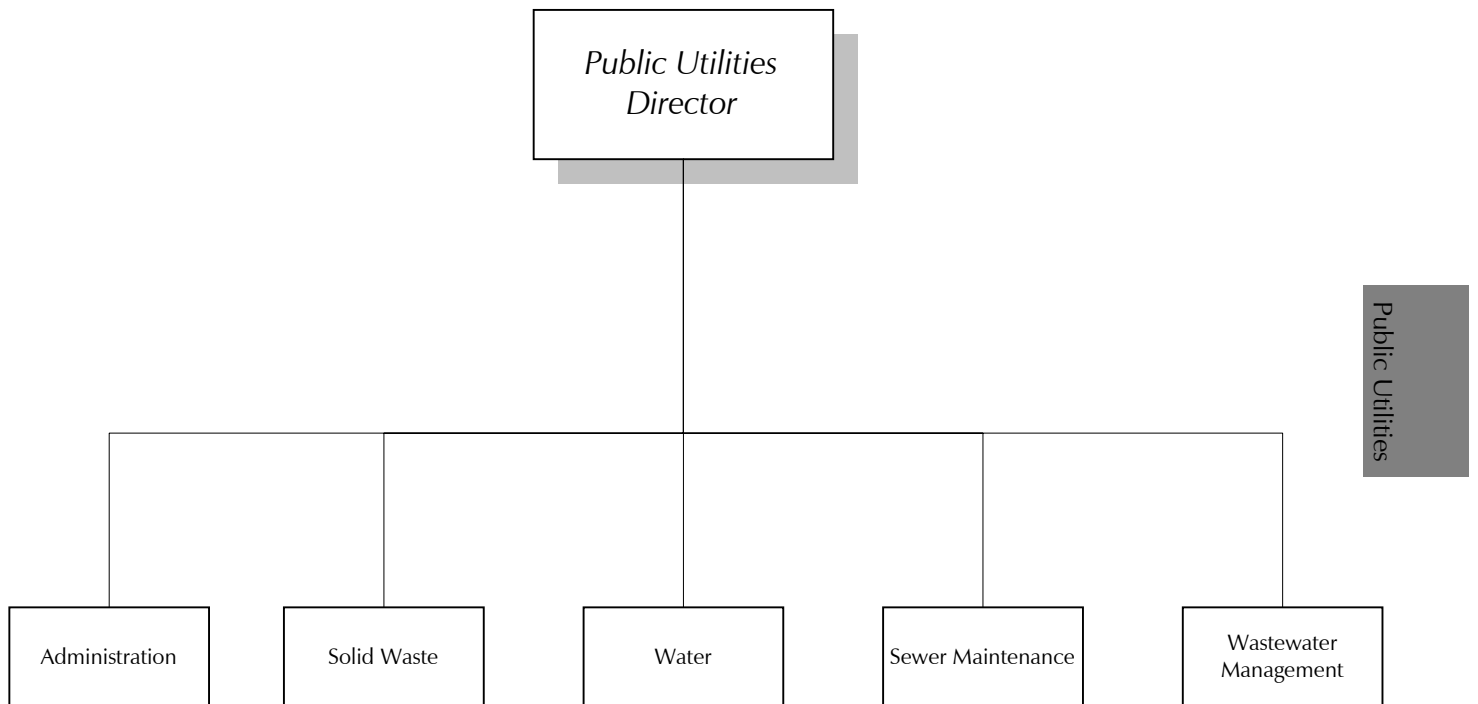 Public Utilities
Director
Public Utilities
Administration
Solid Waste
Water
Sewer Maintenance
Wastewater
Management